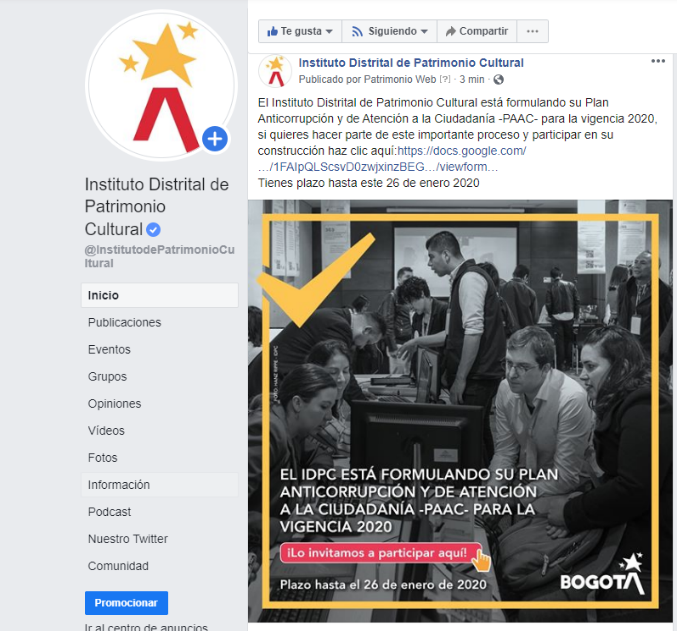 Te gusta
Siguiendo
Compartir
Instituto Distrital de Patrimonio Cultural
Publicado por Patrimonio Web [?] · 3 min ·
El Instituto Distrital de Patrimonio Cultural está formulando su Plan
Anticorrupción y de Atención a la Ciudadanía -PAAC- para la vigencia 2020,
si quieres hacer parte de este importante proceso y participar en su
construcción haz clic aquí:https://docs.google.com/
…/1FAIpQLScsvD0zwjxinzBEG…/viewform…
Tienes plazo hasta este 26 de enero 2020
Instituto Distrital de
Patrimonio
Cultural
@InstitutodePatrimonioCu
ltural
Inicio
Publicaciones
Eventos
Grupos
Opiniones
Vídeos
Fotos
Información
Podcast
Nuestro Twitter
Comunidad
Promocionar
Ir al centro de anuncios
EL IDPC ESTÁ FORMULANDO SU PLAN
ANTICORRUPCIÓN Y DE ATENCIÓN
A LA CIUDADANÍA -PAAC- PARA LA
VIGENCIA 2020
¡Lo invitamos a participar aquí!
Plazo hasta el 26 de enero de 2020
BOGOTÁ